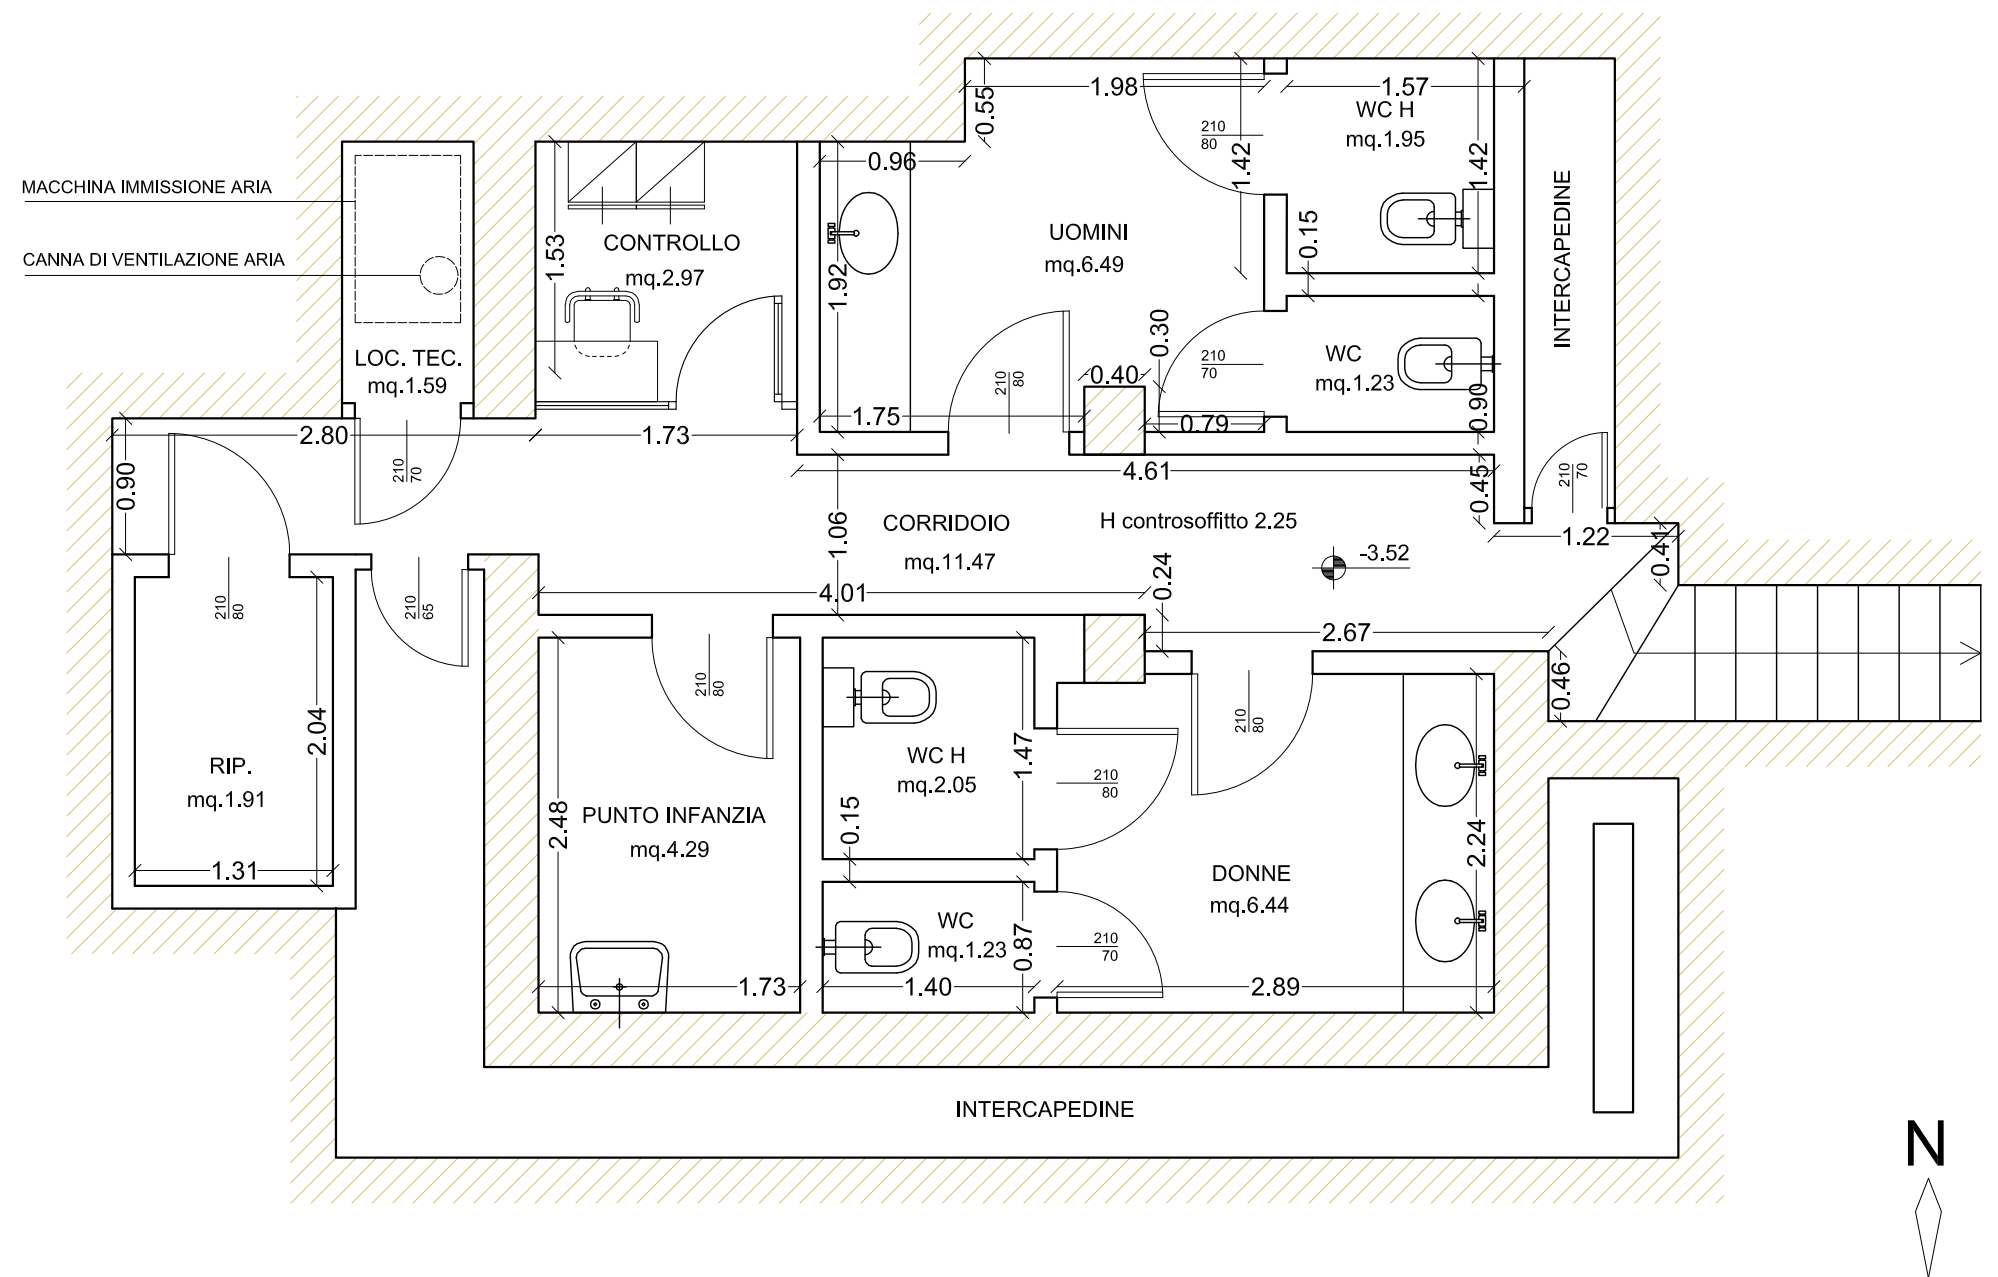 0.55
1.98
1.57
WC H
mq.1.95
210
80
1.42
1.42
0.96
MACCHINA IMMISSIONE ARIA
CANNA DI VENTILAZIONE ARIA
CONTROLLO
mq.2.97
1.53
1.92
UOMINI
mq.6.49
0.15
INTERCAPEDINE
LOC. TEC.
mq.1.59
210
80
0.40
0.30
210
70
WC
mq.1.23
0.90
1.75
0.79
2.80
1.73
4.61
0.90
210
70
0.45
210
70
1.06
CORRIDOIO
mq.11.47
H controsoffitto 2.25
-3.52
1.22
0.41
0.24
4.01
2.67
210
80
210
65
210
80
210
80
0.46
2.04
RIP.
mq.1.91
1.31
2.48
PUNTO INFANZIA
mq.4.29
1.73
WC H
mq.2.05
1.47
0.15
210
80
WC
mq.1.23
0.87
1.40
210
70
DONNE
mq.6.44
2.24
2.89
INTERCAPEDINE
N